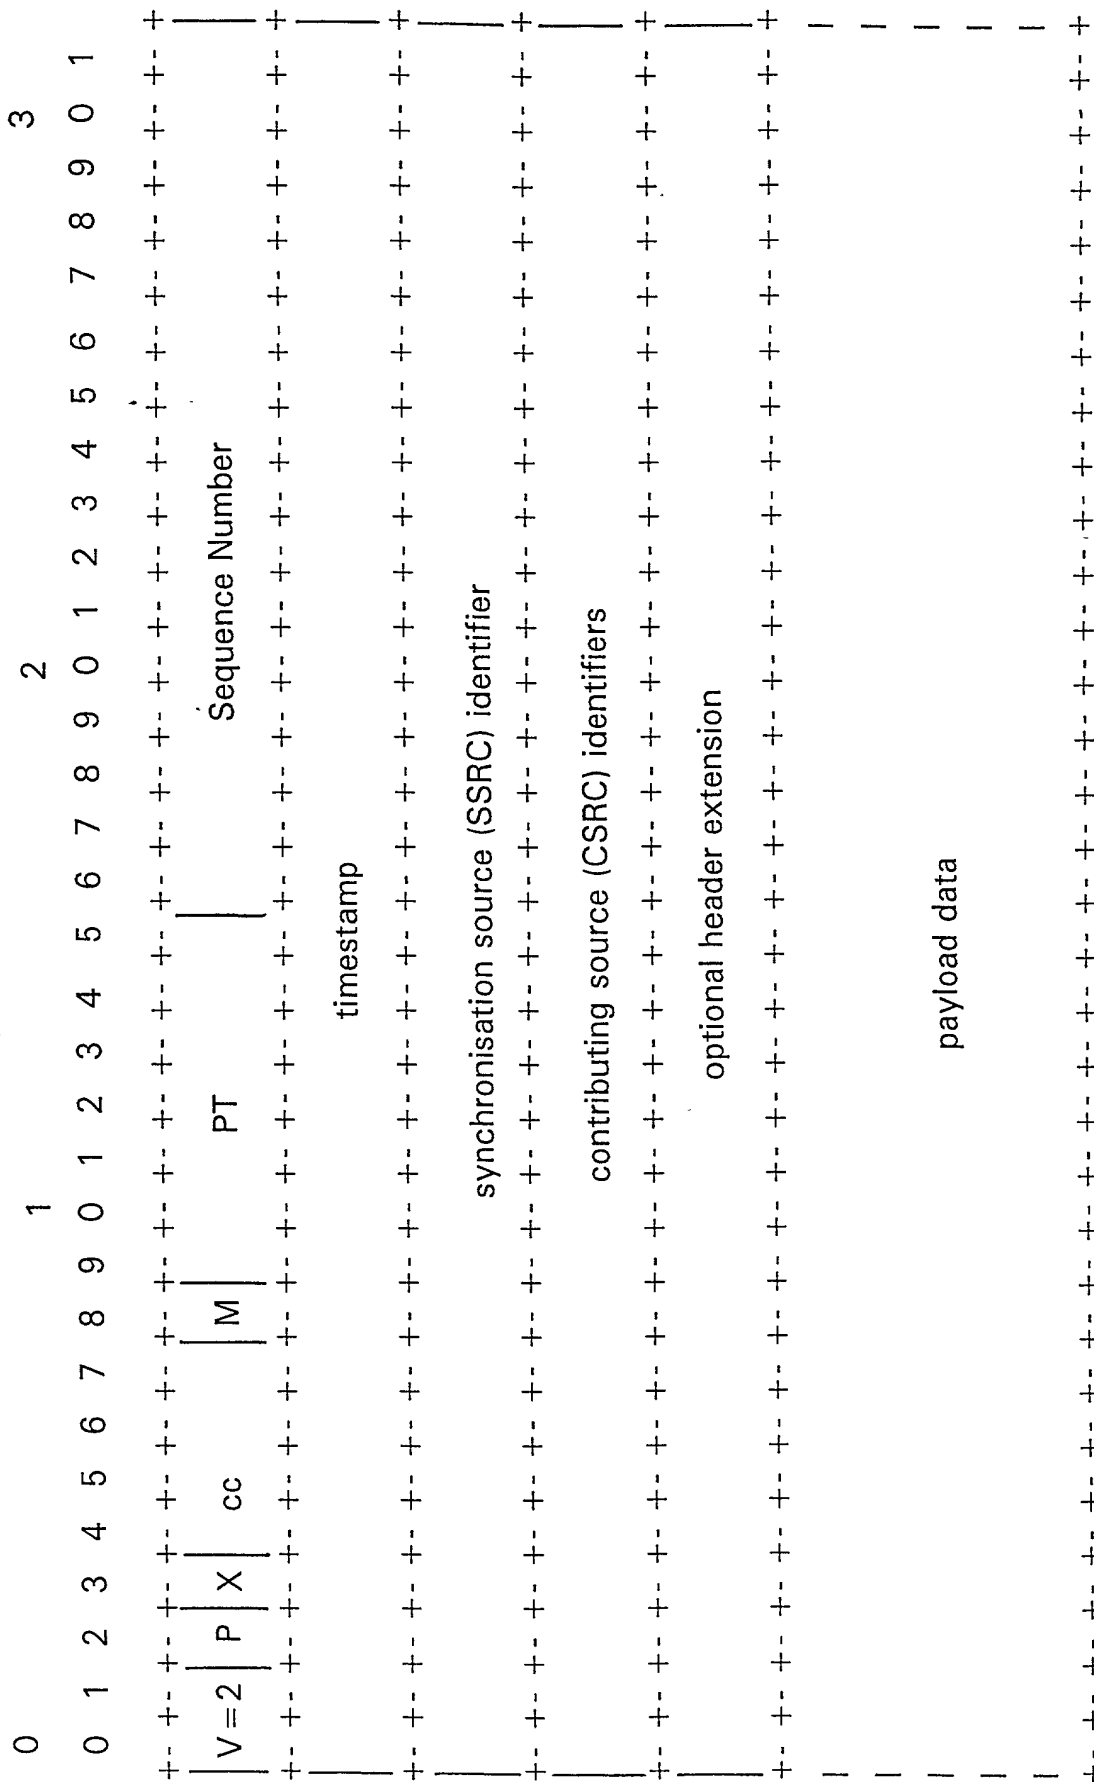 0 1 2 3
0 1 2 3 4 5 6 7 8 9 0 1 2 3 4 5 6 7 8 9 0 1 2 3 4 5 6 7 8 9 0 1
+-+-+-+-+-+-+-+-+-+-+-+-+-+-+-+-+-+-+-+-+-+-+-+-+-+-+-+-+-+-+-+-+
| V=2 | P | X | cc | M | PT | Sequence Number |
+-+-+-+-+-+-+-+-+-+-+-+-+-+-+-+-+-+-+-+-+-+-+-+-+-+-+-+-+-+-+-+-+
| timestamp |
+-+-+-+-+-+-+-+-+-+-+-+-+-+-+-+-+-+-+-+-+-+-+-+-+-+-+-+-+-+-+-+-+
| synchronisation source (SSRC) identifier |
+-+-+-+-+-+-+-+-+-+-+-+-+-+-+-+-+-+-+-+-+-+-+-+-+-+-+-+-+-+-+-+-+
| contributing source (CSRC) identifiers |
+-+-+-+-+-+-+-+-+-+-+-+-+-+-+-+-+-+-+-+-+-+-+-+-+-+-+-+-+-+-+-+-+
| optional header extension |
+-+-+-+-+-+-+-+-+-+-+-+-+-+-+-+-+-+-+-+-+-+-+-+-+-+-+-+-+-+-+-+-+
| payload data |
+-+-+-+-+-+-+-+-+-+-+-+-+-+-+-+-+-+-+-+-+-+-+-+-+-+-+-+-+-+-+-+-+